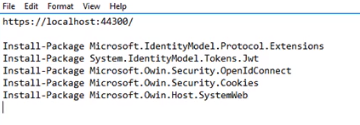 File Edit Format View Help
https://localhost:44300/
Install-Package Microsoft.IdentityModel.Protocol.Extensions
Install-Package System.IdentityModel.Tokens.Jwt
Install-Package Microsoft.Owin.Security.OpenIdConnect
Install-Package Microsoft.Owin.Security.Cookies
Install-Package Microsoft.Owin.Host.SystemWeb